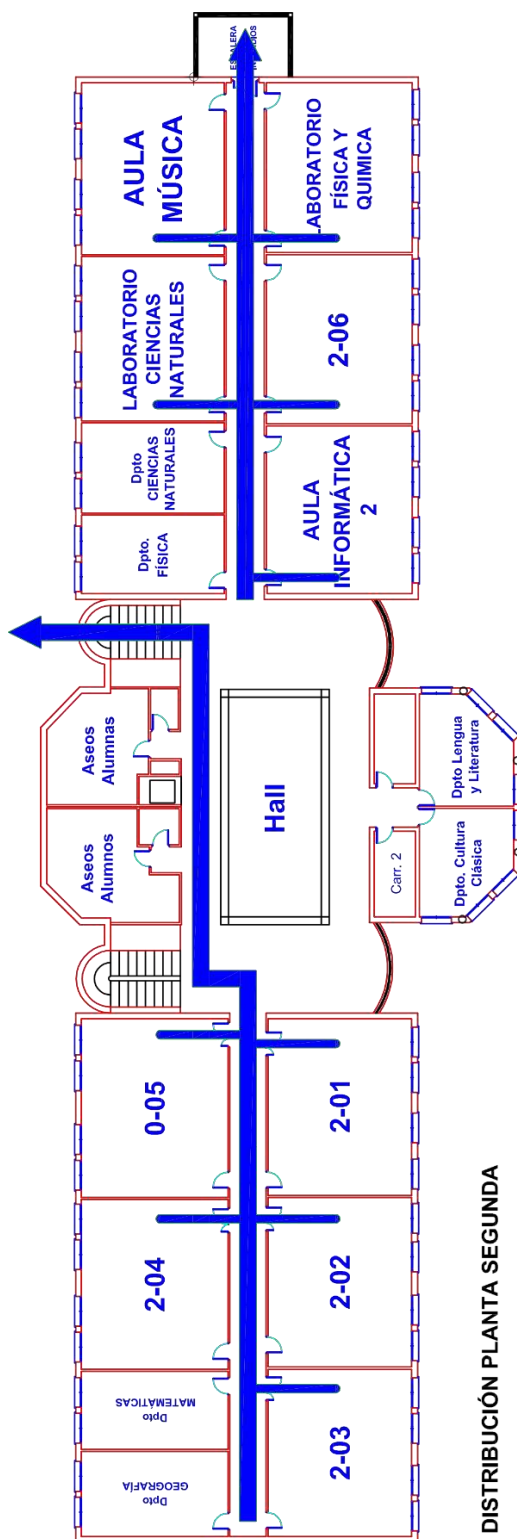 ESCALERA
AULA
MÚSICA
LABORATORIO
FÍSICA Y
QUIMICA
LABORATORIO
CIENCIAS
NATURALES
2-06
Dpto
CIENCIAS
NATURALES
Dpto.
FÍSICA
AULA
INFORMÁTICA
2
Aseos
Alumnas
Aseos
Alumnos
Hall
Dpto Lengua
y Literatura
Carr. 2
Dpto. Cultura
Clásica
0-05
2-01
2-04
2-02
Dpto
MATEMÁTICAS
Dpto
GEOGRAFÍA
2-03
DISTRIBUCIÓN PLANTA SEGUNDA